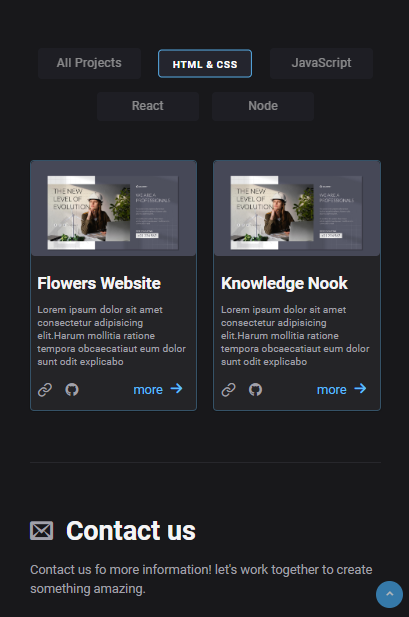 All Projects
HTML & CSS
JavaScript
React
Node
THE NEW
LEVEL OF
EVOLUTION
WE ARE A
PROFESSIONALS
THE NEW
LEVEL OF
EVOLUTION
WE ARE A
PROFESSIONALS
Flowers Website
Lorem ipsum dolor sit amet
consectetur adipisicing
elit.Harum mollitia ratione
tempora obcaecatiaut eum dolor
sunt odit explicabo
more
Knowledge Nook
Lorem ipsum dolor sit amet
consectetur adipisicing
elit.Harum mollitia ratione
tempora obcaecatiaut eum dolor
sunt odit explicabo
more
Contact us
Contact us fo more information! let's work together to create
something amazing.